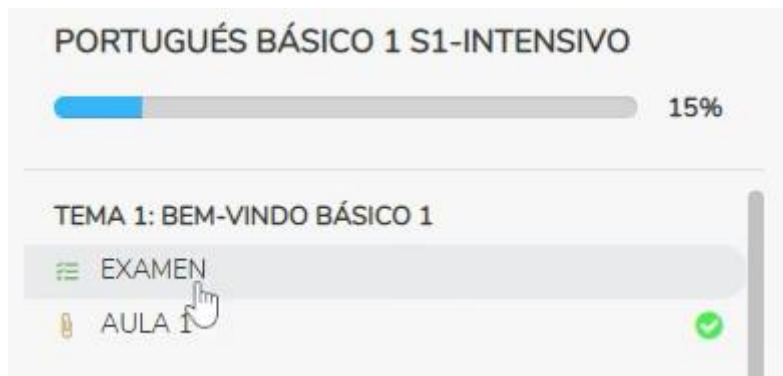 PORTUGUÉS BÁSICO 1 S1-INTENSIVO
15%
TEMA 1: BEM-VINDO BÁSICO 1
EXAMEN
AULA 1